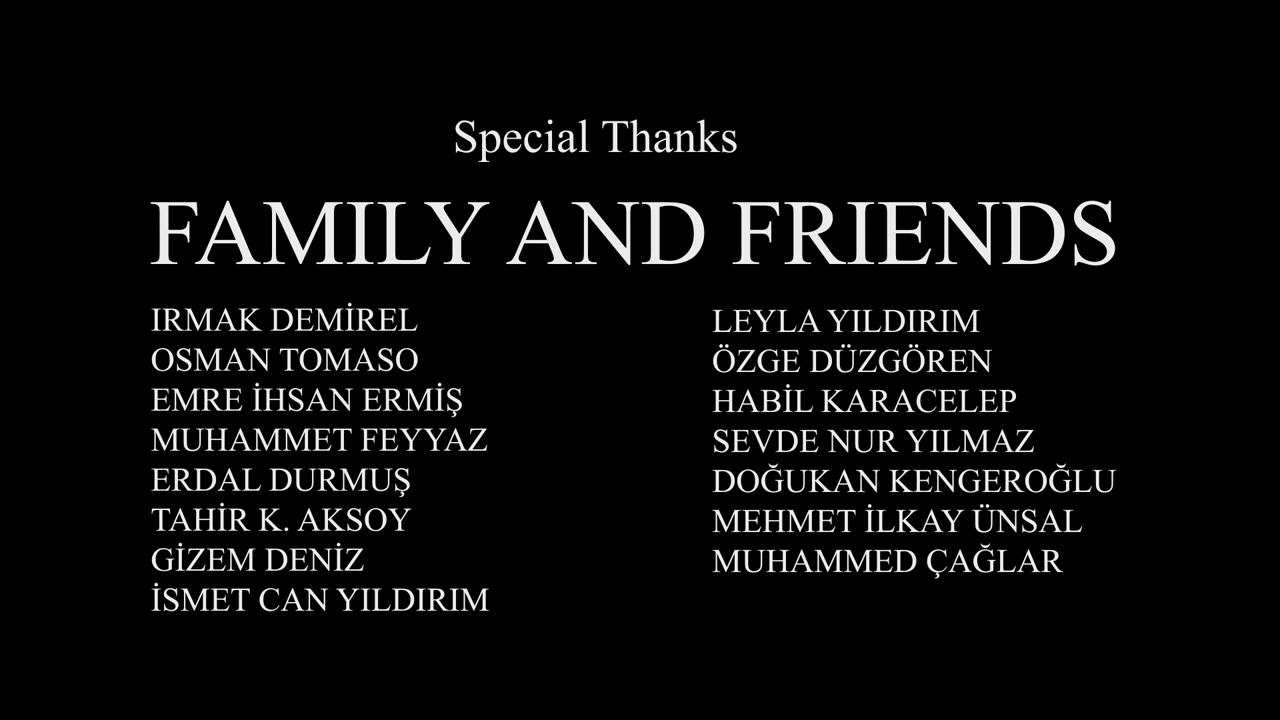 Special Thanks
FAMILY AND FRIENDS
IRMAK DEMİREL
OSMAN TOMASO
EMRE İHSAN ERMİŞ
MUHAMMET FEYYAZ
ERDAL DURMUŞ
TAHİR K. AKSOY
GİZEM DENİZ
İSMET CAN YILDIRIM
LEYLA YILDIRIM
ÖZGE DÜZGÖREN
HABİL KARACELEP
SEVDE NUR YILMAZ
DOĞUKAN KENGEROĞLU
MEHMET İLKAY ÜNSAL
MUHAMMED ÇAĞLAR